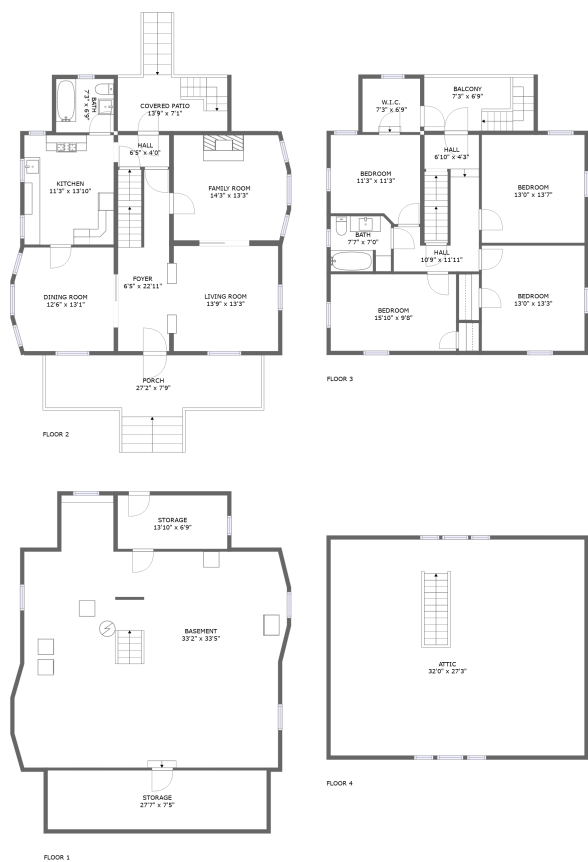 BATH
7'3" x 6'9"
COVERED PATIO
13'9" x 7'1"
HALL
6'5" x 4'0"
KITCHEN
11'3" x 13'10"
FAMILY ROOM
14'3" x 13'3"
FOYER
6'5" x 22'11"
DINING ROOM
12'6" x 13'1"
LIVING ROOM
13'9" x 13'3"
PORCH
27'2" x 7'9"
FLOOR 2
W.I.C.
7'3" x 6'9"
BALCONY
7'3" x 6'9"
HALL
6'10" x 4'3"
BEDROOM
11'3" x 11'3"
BEDROOM
13'0" x 13'7"
BATH
7'7" x 7'0"
HALL
10'9" x 11'11"
BEDROOM
13'0" x 13'3"
BEDROOM
15'10" x 9'8"
FLOOR 3
STORAGE
13'10" x 6'9"
BASEMENT
33'2" x 33'5"
STORAGE
27'7" x 7'5"
FLOOR 1
ATTIC
32'0" x 27'3"
FLOOR 4